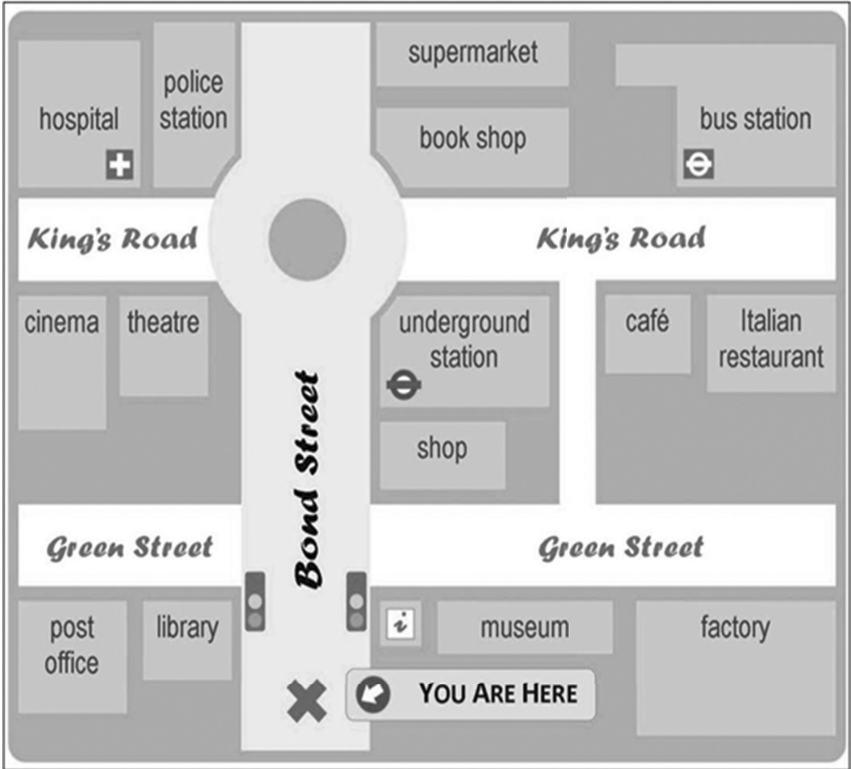 hospital
police
station
supermarket
book shop
bus station
King's Road
King's Road
cinema
theatre
underground
station
café
Italian
restaurant
shop
Bond Street
Green Street
Green Street
post
office
library
i
museum
factory
YOU ARE HERE